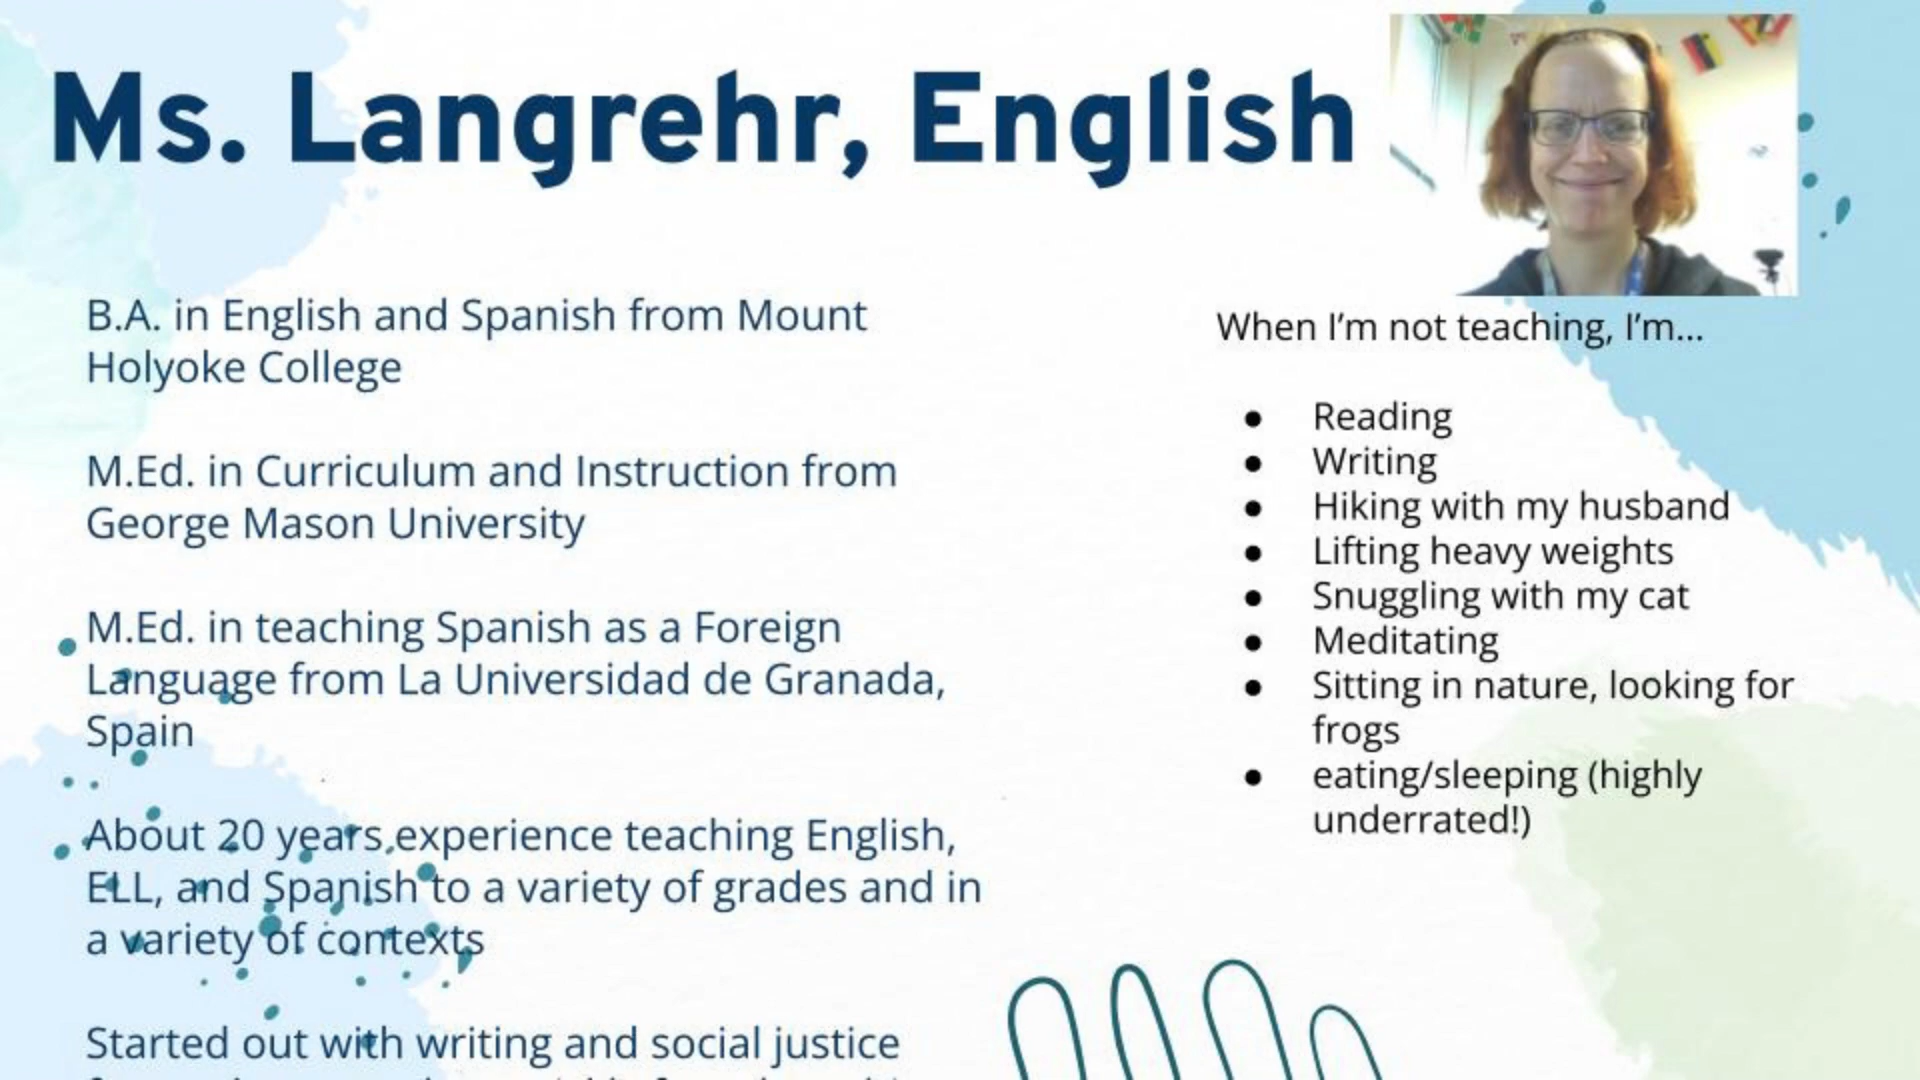 Ms. Langrehr, English
B.A. in English and Spanish from Mount
Holyoke College
M.Ed. in Curriculum and Instruction from
George Mason University
M.Ed. in teaching Spanish as a Foreign
Language from La Universidad de Granada,
Spain
About 20 years experience teaching English,
ELL, and Spanish to a variety of grades and in
a variety of contexts
Started out with writing and social justice
When I'm not teaching, I'm...
● Reading
● Writing
● Hiking with my husband
● Lifting heavy weights
● Snuggling with my cat
● Meditating
● Sitting in nature, looking for
frogs
● eating/sleeping (highly
underrated!)